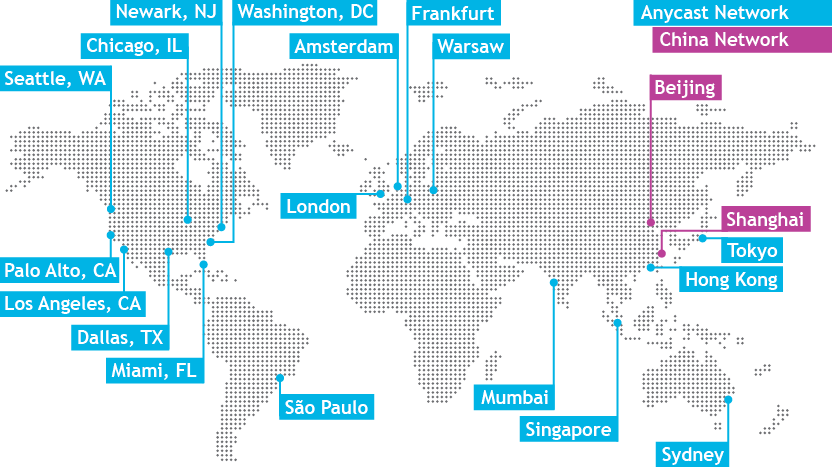 Newark, NJ
Washington, DC
Frankfurt
Anycast Network
Chicago, IL
Amsterdam
Warsaw
China Network
Seattle, WA
Beijing
London
Shanghai
Tokyo
Palo Alto, CA
Hong Kong
Los Angeles, CA
Dallas, TX
Miami, FL
São Paulo
Mumbai
Singapore
Sydney